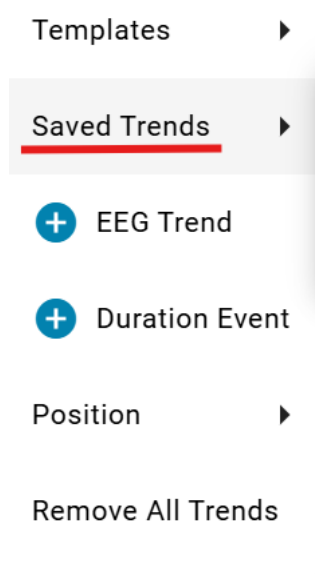 Templates
Saved Trends
EEG Trend
Duration Event
Position
Remove All Trends